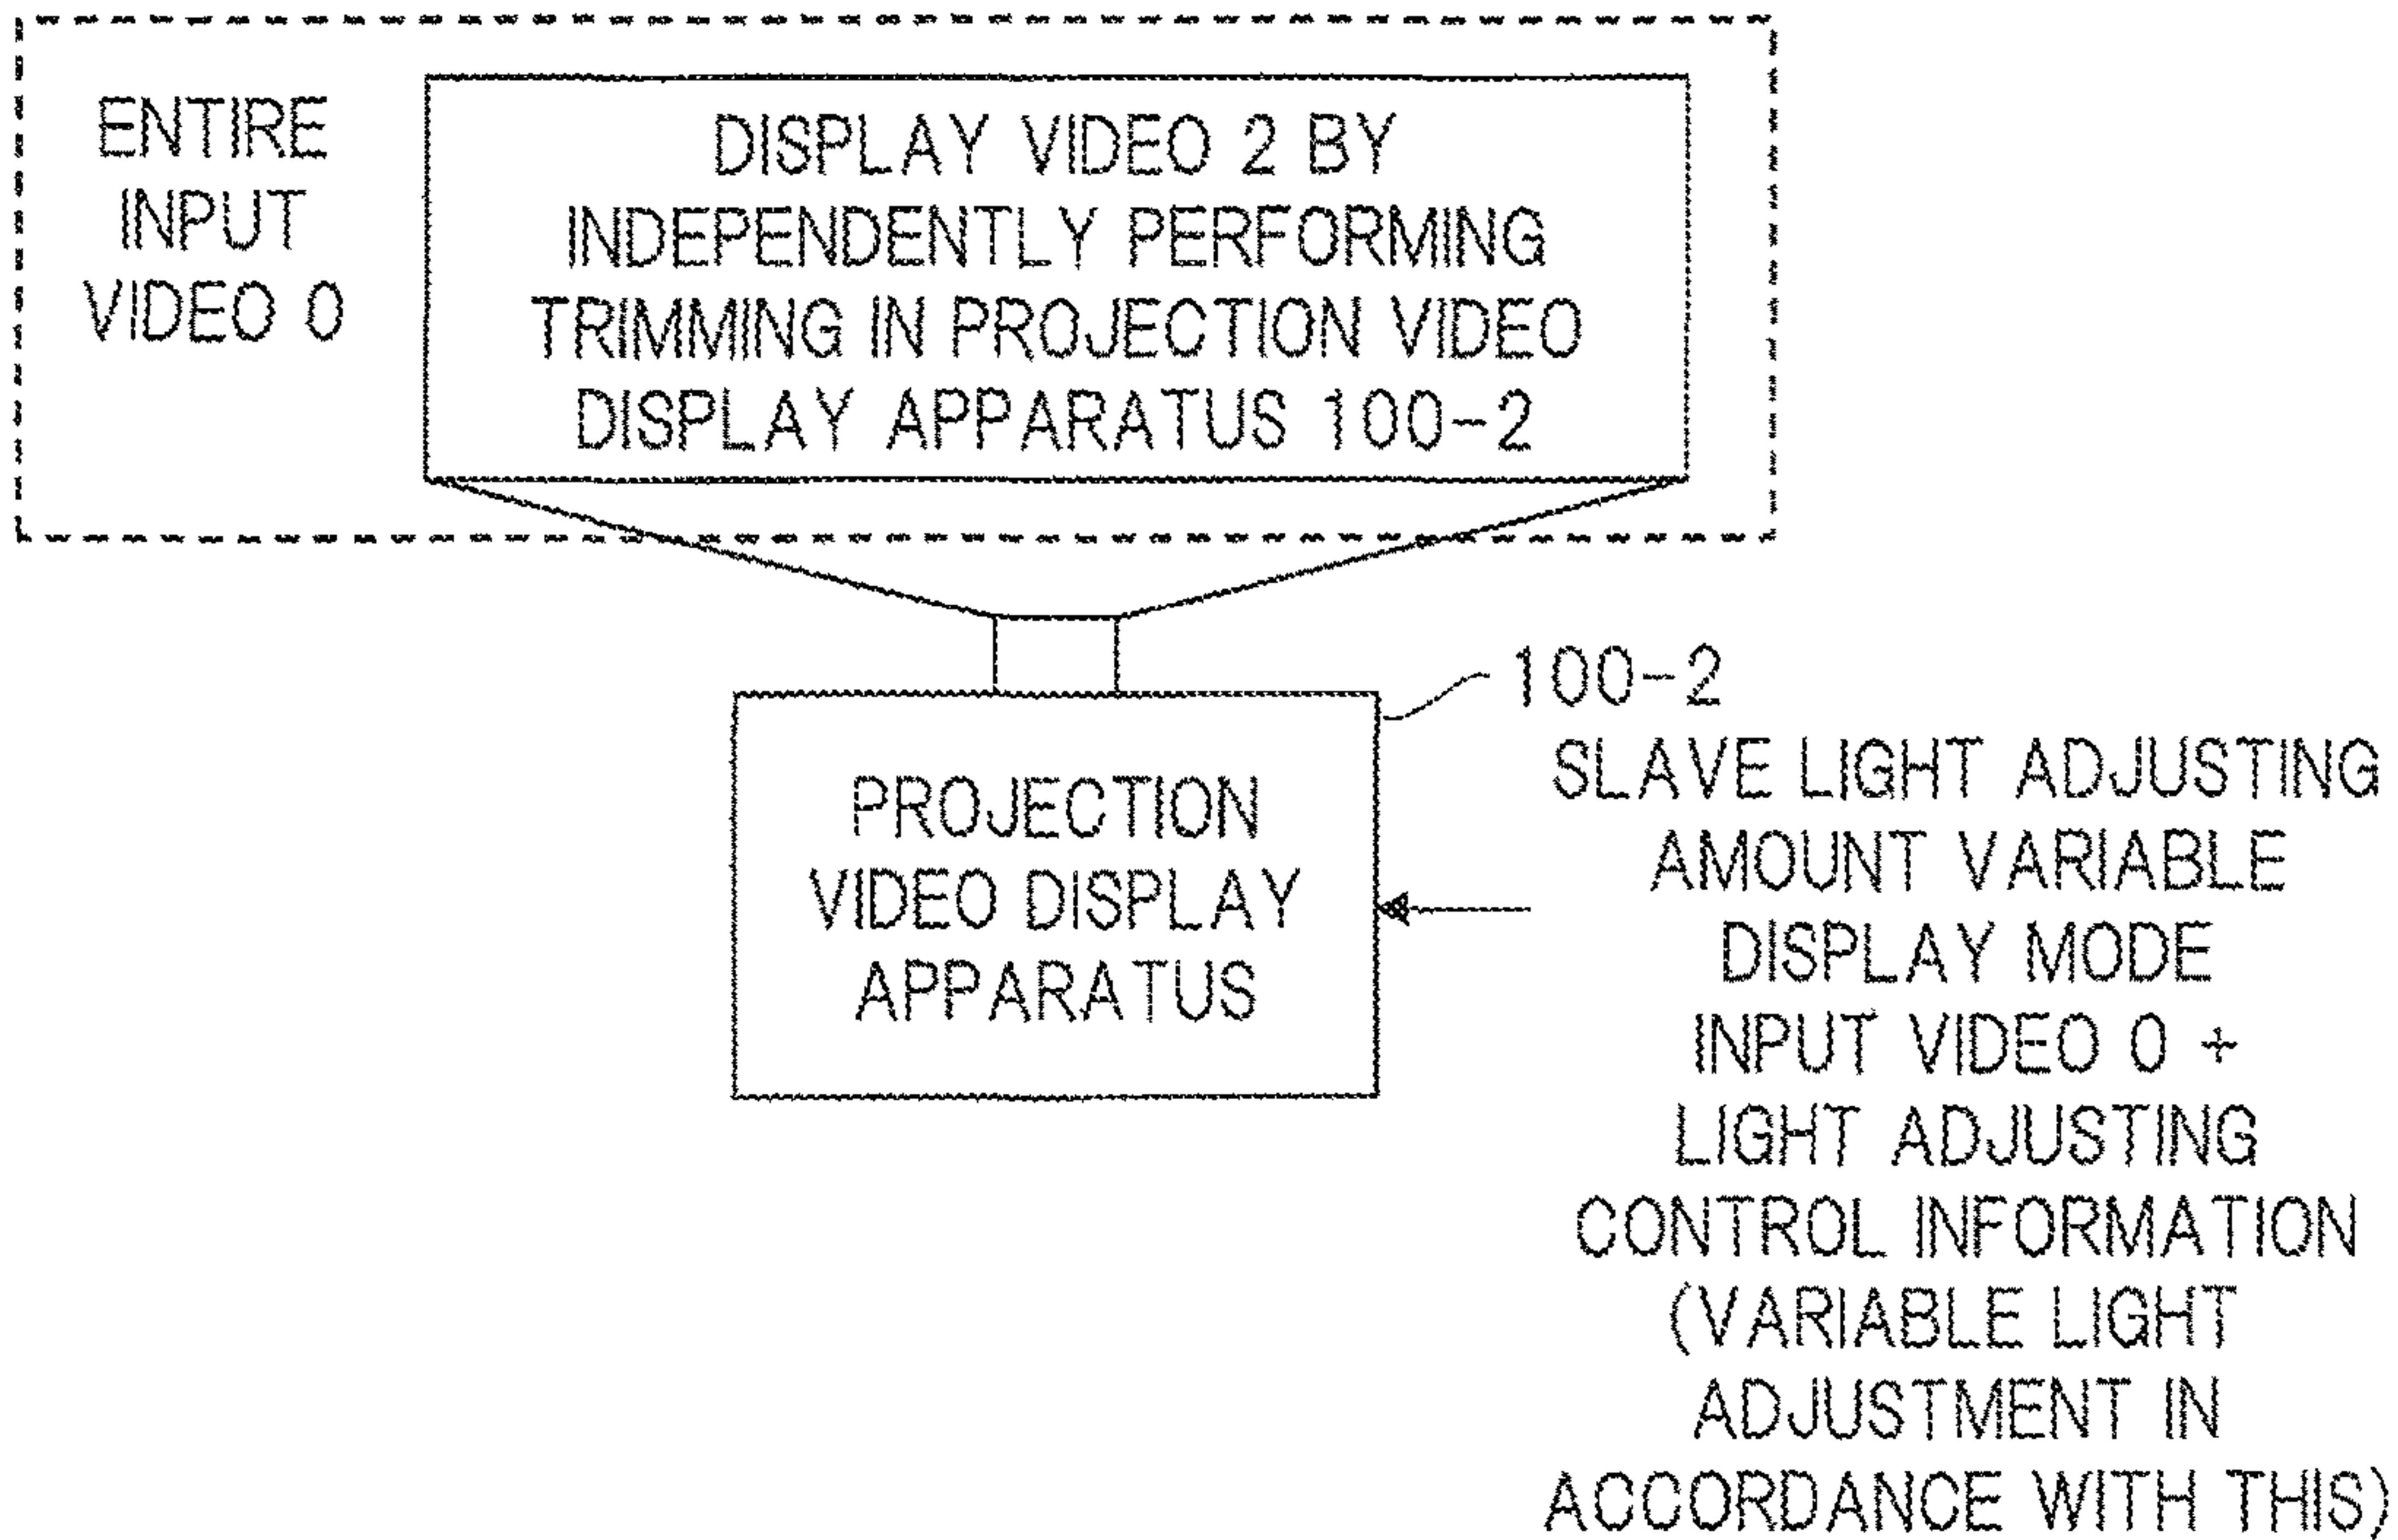 ENTIRE
INPUT
VIDEO 0
DISPLAY VIDEO 2 BY
INDEPENDENTLY PERFORMING
TRIMMING IN PROJECTION VIDEO
DISPLAY APPARATUS 100-2
PROJECTION
VIDEO DISPLAY
APPARATUS
100-2
SLAVE LIGHT ADJUSTING
AMOUNT VARIABLE
DISPLAY MODE
INPUT VIDEO 0 +
LIGHT ADJUSTING
CONTROL INFORMATION
(VARIABLE LIGHT
ADJUSTMENT IN
ACCORDANCE WITH THIS)